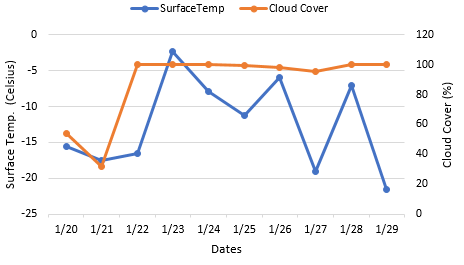 SurfaceTemp Cloud Cover
0 120
-5 100
-10 80
-15 60
-20 40
-25 20
0
Surface Temp. (Celsius)
Cloud Cover (%)
1/20 1/21 1/22 1/23 1/24 1/25 1/26 1/27 1/28 1/29
Dates